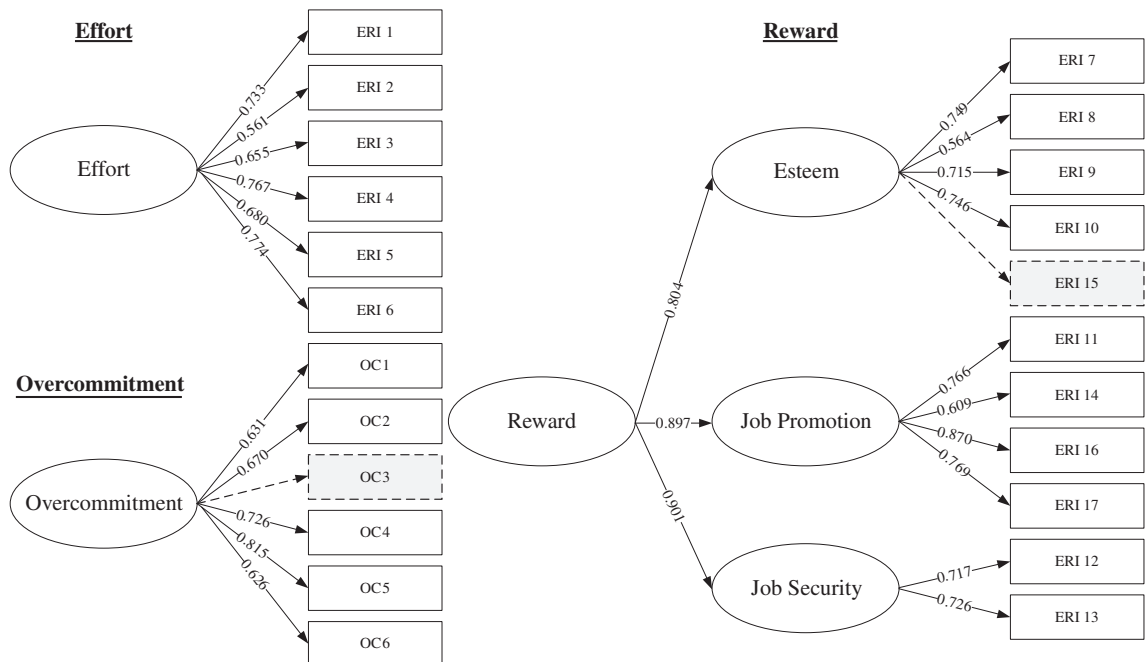 Effort
Effort
0.733
0.561
0.655
0.767
0.680
0.774
ERI 1
ERI 2
ERI 3
ERI 4
ERI 5
ERI 6
Overcommitment
Overcommitment
0.631
0.670
0.726
0.815
0.626
OC1
OC2
OC3
OC4
OC5
OC6
Reward
Reward
0.804
0.897
0.901
Esteem
0.749
0.564
0.715
0.746
ERI 7
ERI 8
ERI 9
ERI 10
ERI 15
Job Promotion
0.766
0.609
0.870
0.769
ERI 11
ERI 14
ERI 16
ERI 17
Job Security
0.717
0.726
ERI 12
ERI 13